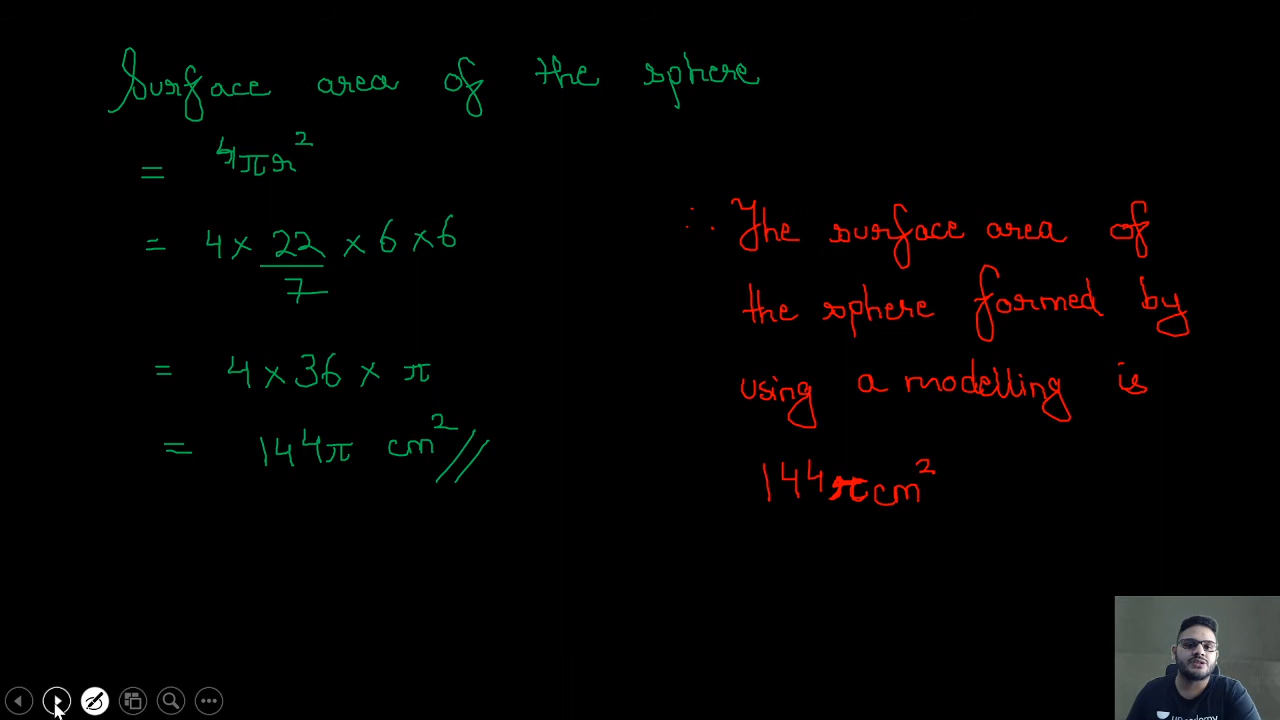 Surface area of the sphere
= 4πr²
= 4 × 22/7 × 6 × 6
= 4 × 36 × π
= 144π cm²//
∴ The surface area of
the sphere formed by
using a modelling is
144π cm²